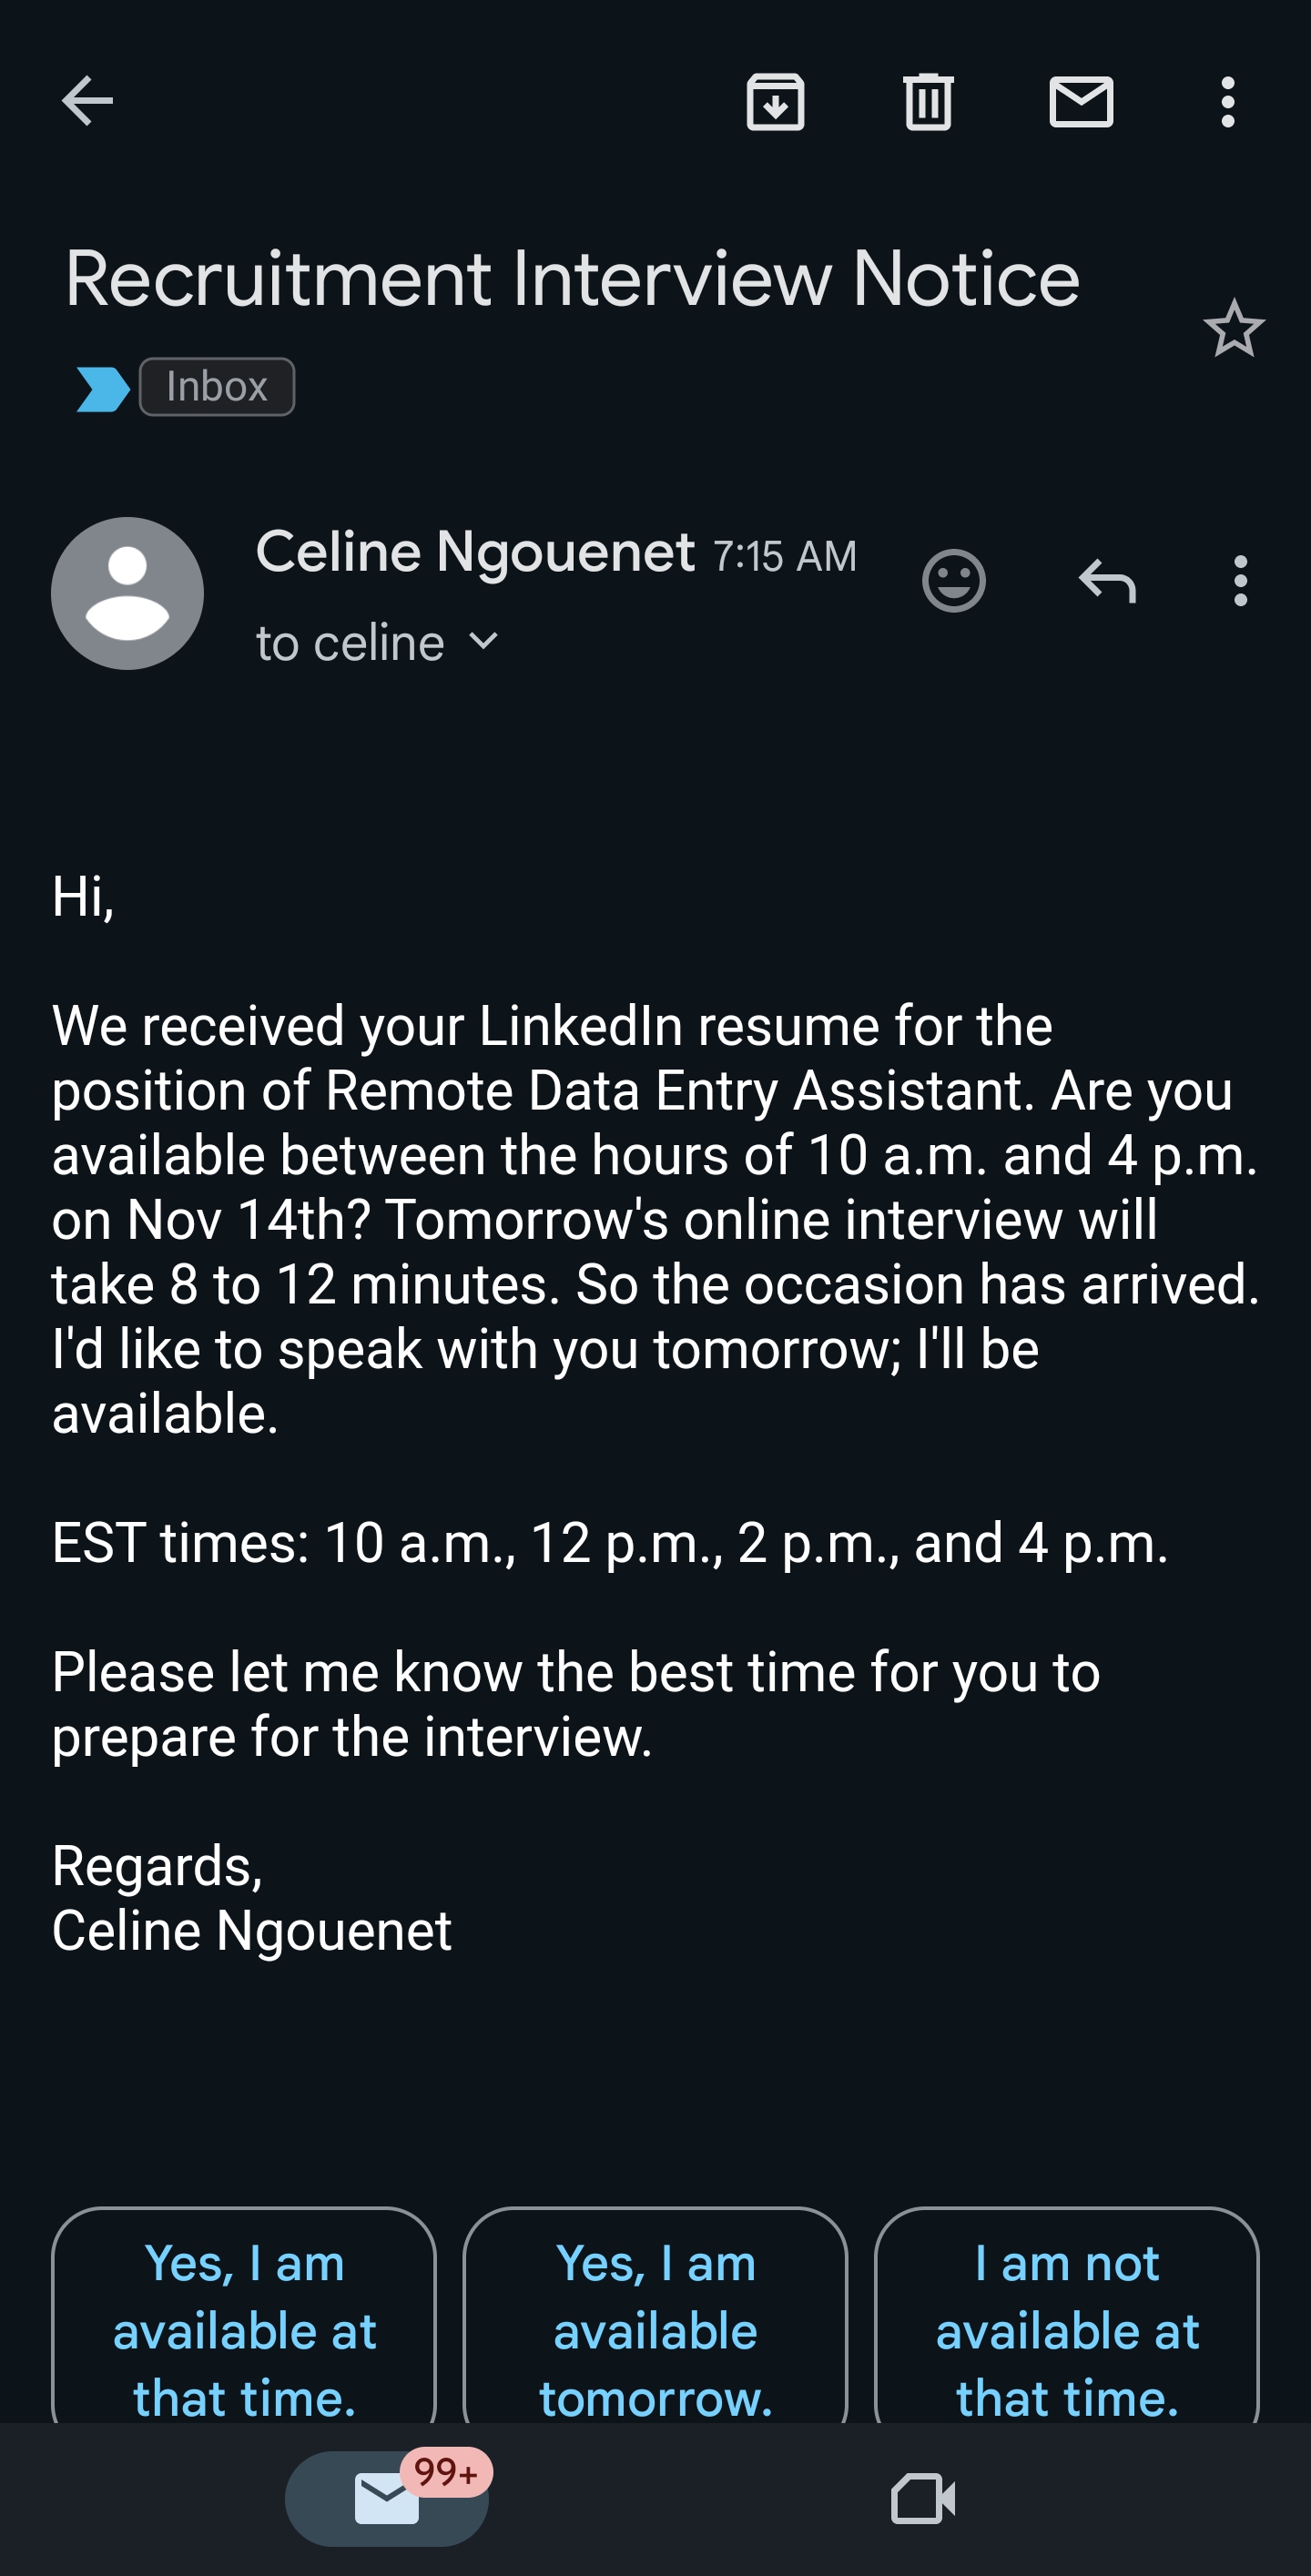 Recruitment Interview Notice
Inbox
Celine Ngouenet 7:15 AM
to celine
Hi,
We received your LinkedIn resume for the
position of Remote Data Entry Assistant. Are you
available between the hours of 10 a.m. and 4 p.m.
on Nov 14th? Tomorrow's online interview will
take 8 to 12 minutes. So the occasion has arrived.
I'd like to speak with you tomorrow; I'll be
available.
EST times: 10 a.m., 12 p.m., 2 p.m., and 4 p.m.
Please let me know the best time for you to
prepare for the interview.
Regards,
Celine Ngouenet
Yes, I am
available at
that time.
Yes, I am
available
tomorrow.
I am not
available at
that time.
99+